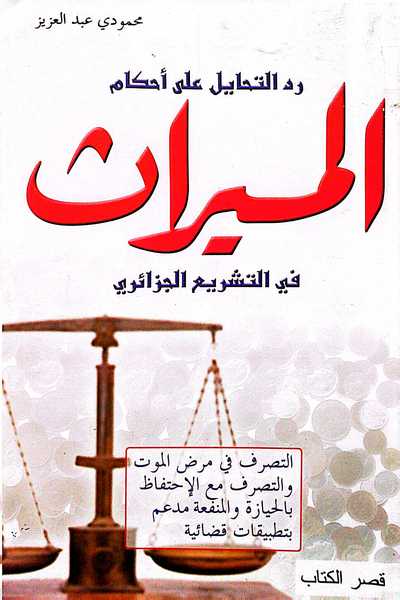 محمودي عبد العزيز
رد التحايل على أحكام
الميراث
في التشريع الجزائري
التصرف في مرض الموت
والتصرف مع الإحتفاظ
بالحيازة والمنفعة مدعم
بتطبيقات قضائية
قصر الكتاب